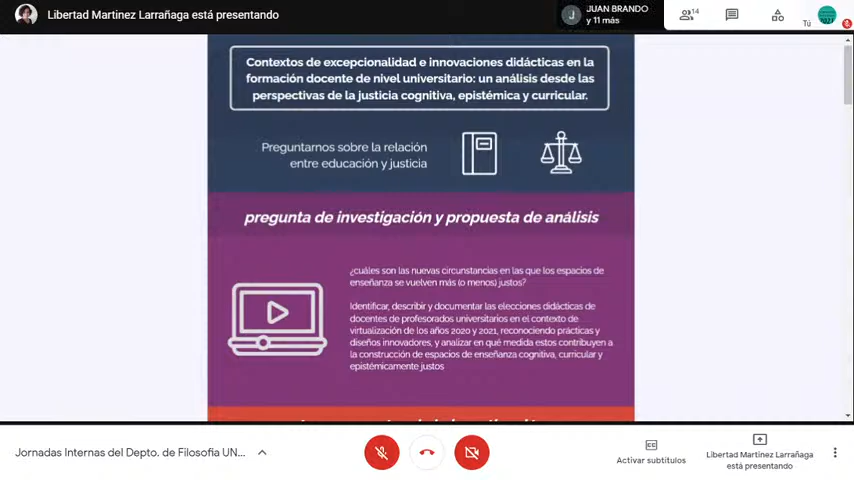 Libertad Martinez Larrañaga está presentando
J
JUAN BRANDO
y 11 más
14
Tú
2021
Contextos de excepcionalidad e innovaciones didácticas en la
formación docente de nivel universitario: un análisis desde las
perspectivas de la justicia cognitiva, epistémica y curricular.
Preguntarnos sobre la relación
entre educación y justicia
pregunta de investigación y propuesta de análisis
¿cuáles son las nuevas circunstancias en las que los espacios de
enseñanza se vuelven más (o menos) justos?
Identificar, describir y documentar las elecciones didácticas de
docentes de profesorados universitarios en el contexto de
virtualización de los años 2020 y 2021, reconociendo prácticas y
diseños innovadores, y analizar en qué medida estos contribuyen a
la construcción de espacios de enseñanza cognitiva, curricular y
epistémicamente justos
Jornadas Internas del Depto. de Filosofia UN...
Activar subtítulos
Libertad Martinez Larrañaga
está presentando